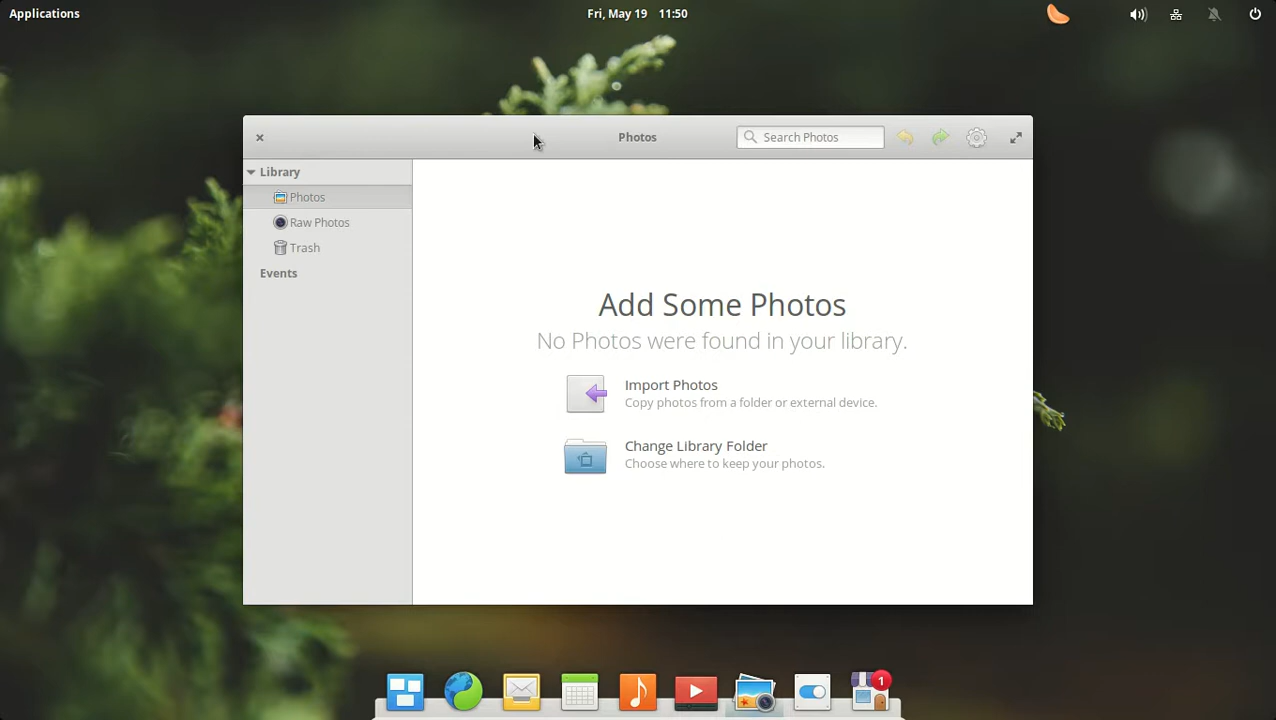 Applications
Fri, May 19 11:50
Photos
Search Photos
Library
Photos
Raw Photos
Trash
Events
Add Some Photos
No Photos were found in your library.
Import Photos
Copy photos from a folder or external device.
Change Library Folder
Choose where to keep your photos.
1